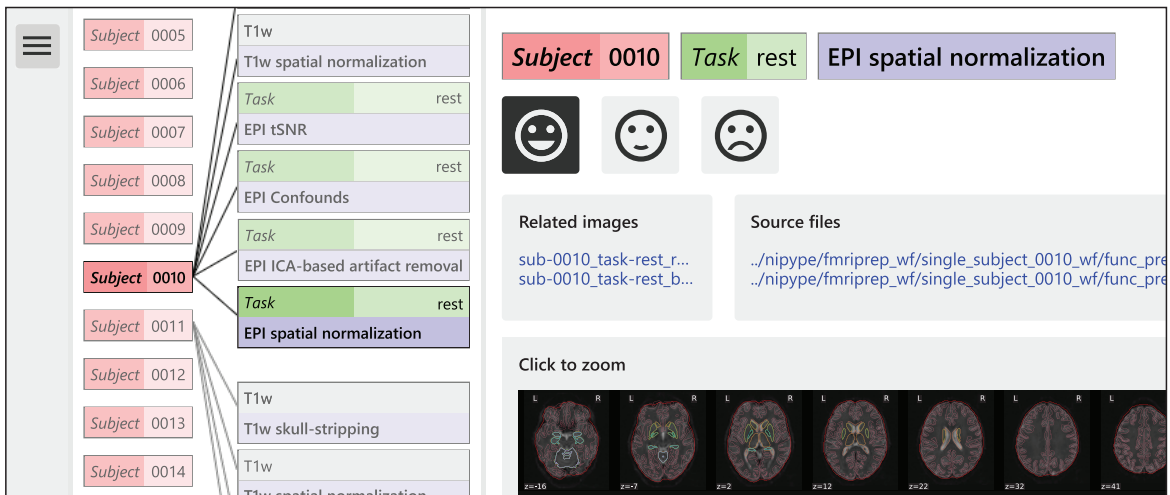 Subject 0005
Subject 0006
Subject 0007
Subject 0008
Subject 0009
Subject 0010
Subject 0011
Subject 0012
Subject 0013
Subject 0014
T1w
T1w spatial normalization
Task rest
EPI tSNR
Task rest
EPI Confounds
Task rest
EPI ICA-based artifact removal
Task rest
EPI spatial normalization
T1w
T1w skull-stripping
T1w
T1w spatial normalization
Subject 0010 Task rest EPI spatial normalization
Related images
sub-0010_task-rest_r...
sub-0010_task-rest_b...
Source files
../nipype/fmriprep_wf/single_subject_0010_wf/func_pre
../nipype/fmriprep_wf/single_subject_0010_wf/func_pre
Click to zoom
L R L R L R L R L R L R L
z=-16 z=-7 z=2 z=12 z=22 z=32 z=41